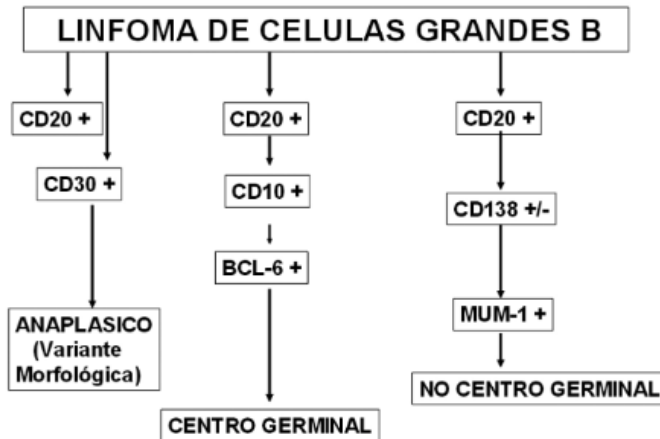 LINFOMA DE CELULAS GRANDES B
CD20 +
CD30 +
ANAPLASICO
(Variante
Morfológica)
CD20 +
CD10 +
BCL-6 +
CENTRO GERMINAL
CD20 +
CD138 +/-
MUM-1 +
NO CENTRO GERMINAL